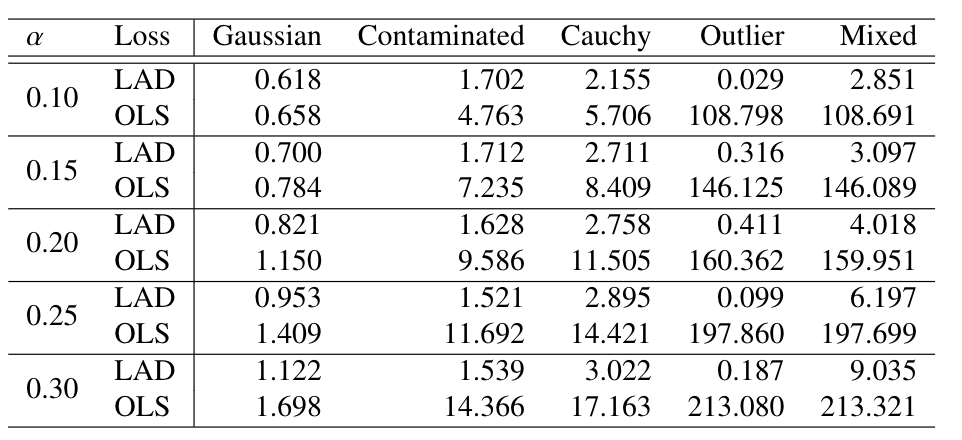 α Loss Gaussian Contaminated Cauchy Outlier Mixed
0.10 LAD 0.618 1.702 2.155 0.029 2.851
OLS 0.658 4.763 5.706 108.798 108.691
0.15 LAD 0.700 1.712 2.711 0.316 3.097
OLS 0.784 7.235 8.409 146.125 146.089
0.20 LAD 0.821 1.628 2.758 0.411 4.018
OLS 1.150 9.586 11.505 160.362 159.951
0.25 LAD 0.953 1.521 2.895 0.099 6.197
OLS 1.409 11.692 14.421 197.860 197.699
0.30 LAD 1.122 1.539 3.022 0.187 9.035
OLS 1.698 14.366 17.163 213.080 213.321